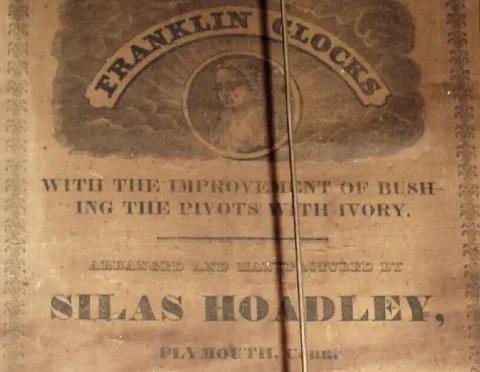 FRANKLIN CLOCKS
WITH THE IMPROVEMENT OF BUSH-
ING THE PIVOTS WITH IVORY.
ARRANGED AND MANUFACTURED BY
SILAS HOADLEY,
PLYMOUTH, CONN.